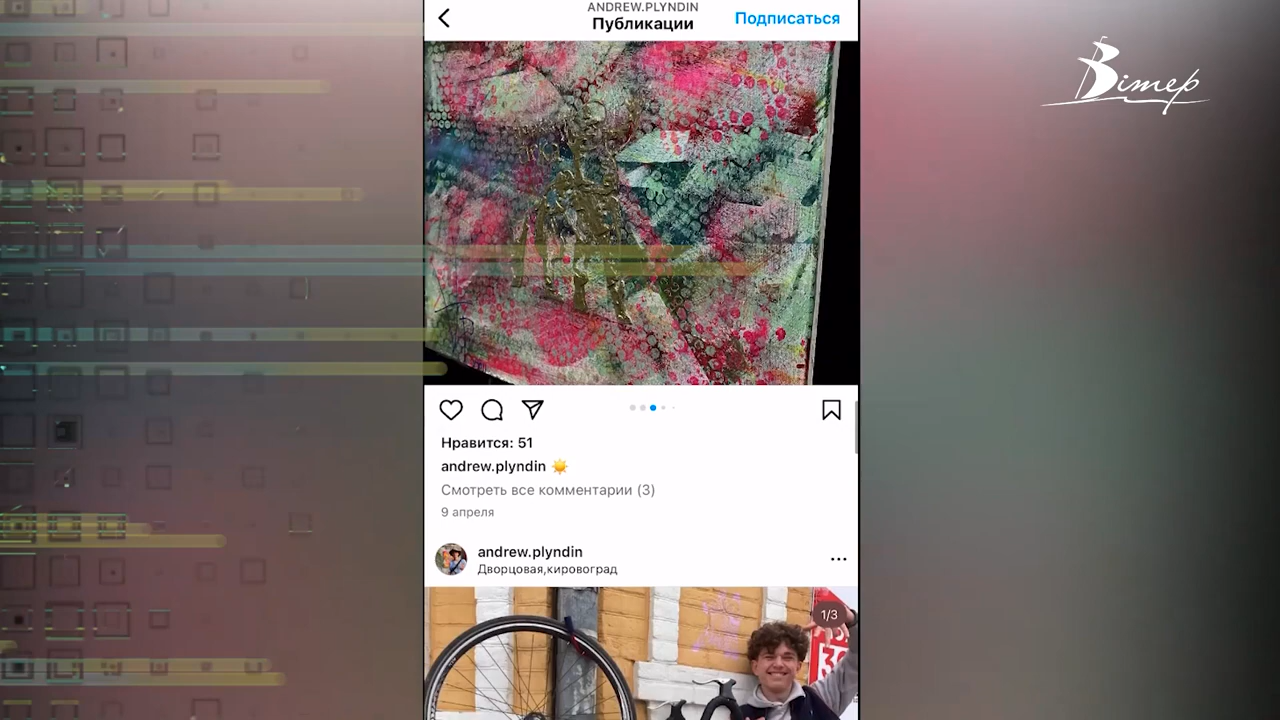 ANDREW.PLYNDIN
Публикации
Подписаться
Вітер
Нравится: 51
andrew.plyndin ☀️
Смотреть все комментарии (3)
9 апреля
andrew.plyndin
Дворцовая,кировоград
1/3